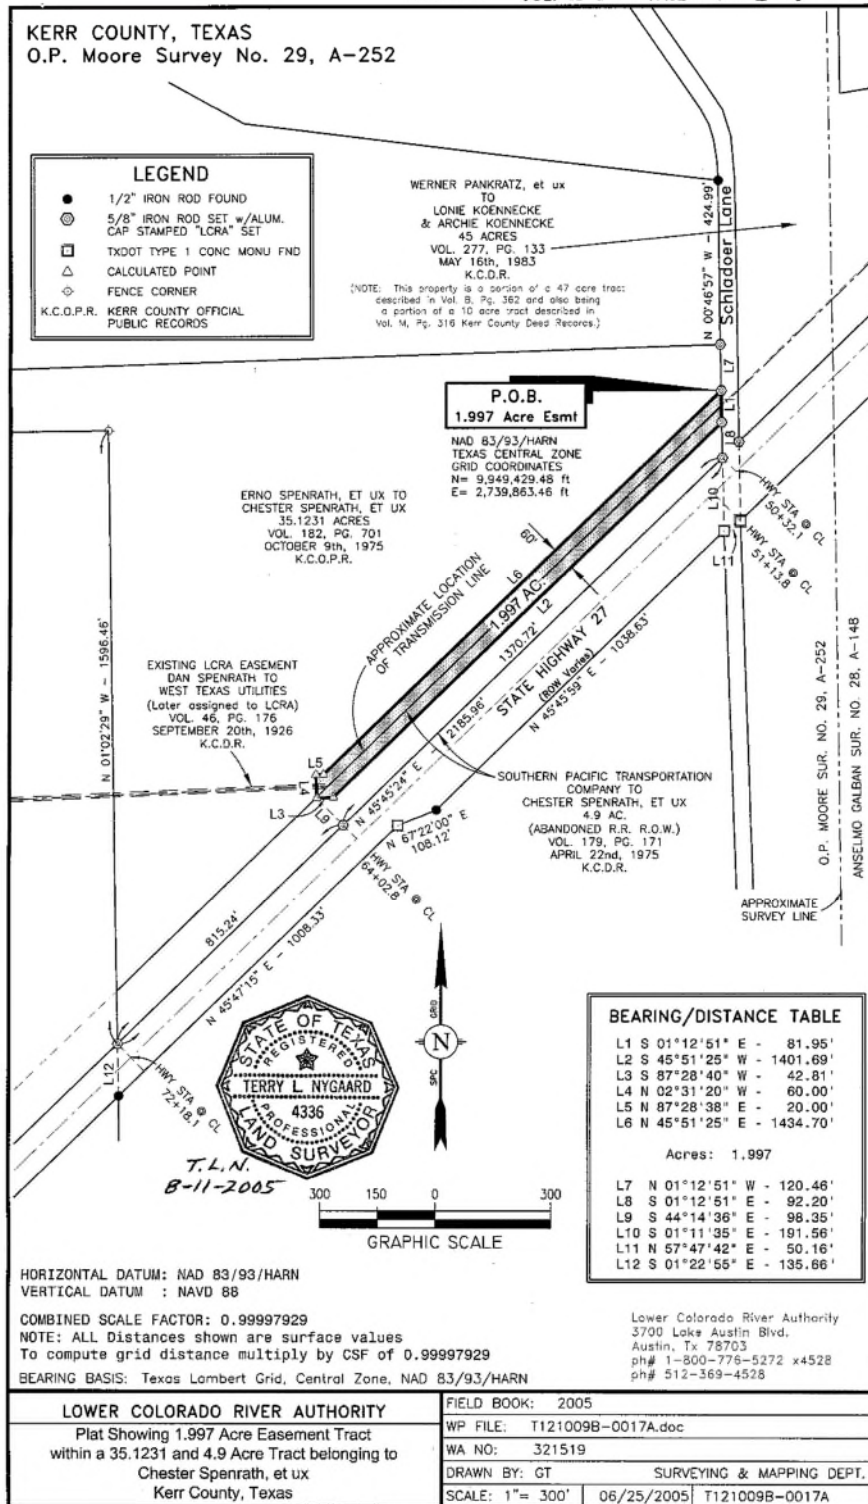 KERR COUNTY, TEXAS
O.P. Moore Survey No. 29, A-252
LEGEND
1/2" IRON ROD FOUND
5/8" IRON ROD SET w/ALUM.
CAP STAMPED "LCRA" SET
TXDOT TYPE 1 CONC MONU FND
CALCULATED POINT
FENCE CORNER
K.C.O.P.R. KERR COUNTY OFFICIAL
PUBLIC RECORDS
WERNER PANKRATZ, et ux
TO
LONIE KOENNECKE
& ARCHIE KOENNECKE
45 ACRES
VOL. 277, PG. 133
MAY 16th, 1983
K.C.D.R.
(NOTE: This property is a portion of a 47 acre tract
described in Vol. B, Pg. 362 and also being
a portion of a 10 acre tract described in
Vol. M, Pg. 316 Kerr County Deed Records.)
N 00°46'57" W - 424.99'
Schladoer Lane
L7
L1
L8
P.O.B.
1.997 Acre Esmt
NAD 83/93/HARN
TEXAS CENTRAL ZONE
GRID COORDINATES
N= 9,949,429.48 ft
E= 2,739,863.46 ft
L10
L11
HWY STA @ CL
50+32.1
HWY STA @ CL
51+13.8
ERNO SPENRATH, ET UX TO
CHESTER SPENRATH, ET UX
35.1231 ACRES
VOL. 182, PG. 701
OCTOBER 9th, 1975
K.C.O.P.R.
60'
L6
1.997 AC.
L2
1370.72'
APPROXIMATE LOCATION
OF TRANSMISSION LINE
STATE HIGHWAY 27
(ROW Varies)
2185.96'
N 45°45'59" E - 1038.63'
N 01°02'29" W - 1596.46'
EXISTING LCRA EASEMENT
DAN SPENRATH TO
WEST TEXAS UTILITIES
(Later assigned to LCRA)
VOL. 46, PG. 176
SEPTEMBER 20th, 1926
K.C.D.R.
L5
L4
L3
L9
N 45°45'24" E
SOUTHERN PACIFIC TRANSPORTATION
COMPANY TO
CHESTER SPENRATH, ET UX
4.9 AC.
(ABANDONED R.R. R.O.W.)
VOL. 179, PG. 171
APRIL 22nd, 1975
K.C.D.R.
N 67°22'00" E
108.12'
HWY STA @ CL
64+02.8
815.24'
N 45°47'15" E - 1008.33'
O.P. MOORE SUR. NO. 29, A-252
ANSELMO GALBAN SUR. NO. 28, A-148
APPROXIMATE
SURVEY LINE
L12
HWY STA @ CL
72+18.1
STATE OF TEXAS
REGISTERED
TERRY L. NYGAARD
4336
PROFESSIONAL
LAND SURVEYOR
T.L.N.
8-11-2005
GRID
N
SPC
300 150 0 300
GRAPHIC SCALE
BEARING/DISTANCE TABLE
L1 S 01°12'51" E - 81.95'
L2 S 45°51'25" W - 1401.69'
L3 S 87°28'40" W - 42.81'
L4 N 02°31'20" W - 60.00'
L5 N 87°28'38" E - 20.00'
L6 N 45°51'25" E - 1434.70'
Acres: 1.997
L7 N 01°12'51" W - 120.46'
L8 S 01°12'51" E - 92.20'
L9 S 44°14'36" E - 98.35'
L10 S 01°11'35" E - 191.56'
L11 N 57°47'42" E - 50.16'
L12 S 01°22'55" E - 135.66'
HORIZONTAL DATUM: NAD 83/93/HARN
VERTICAL DATUM : NAVD 88
COMBINED SCALE FACTOR: 0.99997929
NOTE: ALL Distances shown are surface values
To compute grid distance multiply by CSF of 0.99997929
BEARING BASIS: Texas Lambert Grid, Central Zone, NAD 83/93/HARN
Lower Colorado River Authority
3700 Lake Austin Blvd.
Austin, Tx 78703
ph# 1-800-776-5272 x4528
ph# 512-369-4528
LOWER COLORADO RIVER AUTHORITY
Plat Showing 1.997 Acre Easement Tract
within a 35.1231 and 4.9 Acre Tract belonging to
Chester Spenrath, et ux
Kerr County, Texas
FIELD BOOK: 2005
WP FILE: T121009B-0017A.doc
WA NO: 321519
DRAWN BY: GT SURVEYING & MAPPING DEPT.
SCALE: 1"= 300' 06/25/2005 T121009B-0017A